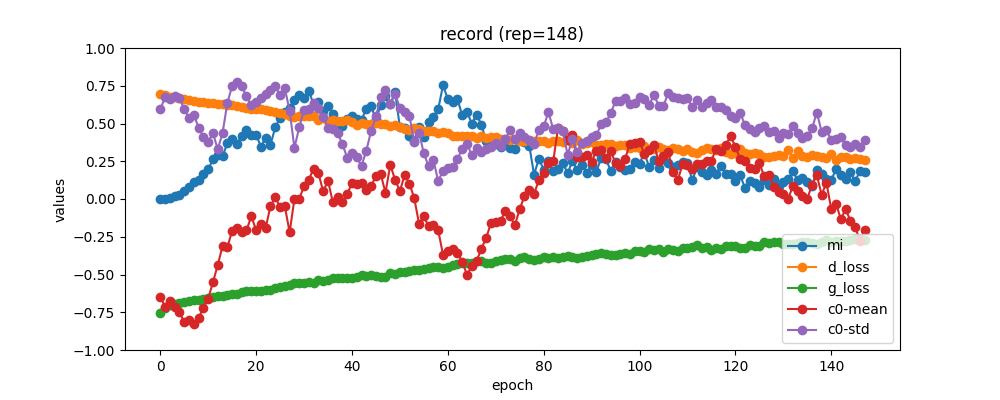 record (rep=148)
1.00
0.75
0.50
0.25
0.00
−0.25
−0.50
−0.75
−1.00
values
0 20 40 60 80 100 120 140
epoch
mi
d_loss
g_loss
c0-mean
c0-std